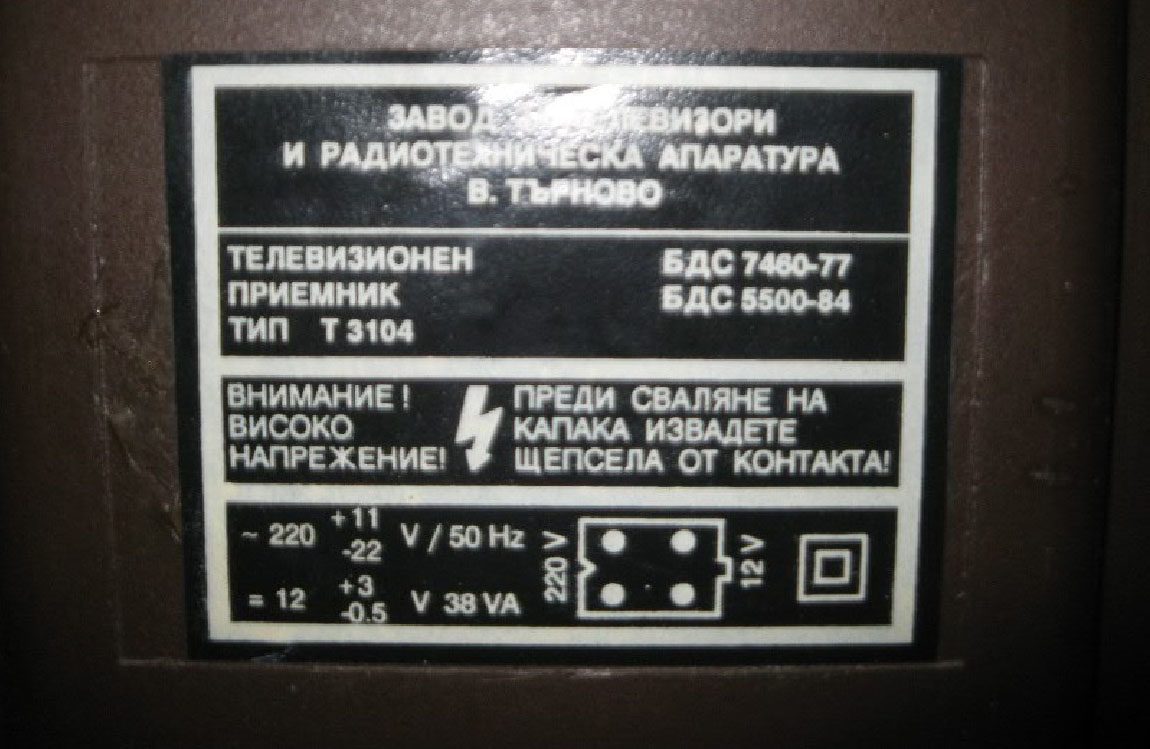 ЗАВОД ТЕЛЕВИЗОРИ
И РАДИОТЕХНИЧЕСКА АПАРАТУРА
В. ТЪРНОВО
ТЕЛЕВИЗИОНЕН
ПРИЕМНИК
ТИП Т 3104
БДС 7460-77
БДС 5500-84
ВНИМАНИЕ !
ВИСОКО
НАПРЕЖЕНИЕ!
ПРЕДИ СВАЛЯНЕ НА
КАПАКА ИЗВАДЕТЕ
ЩЕПСЕЛА ОТ КОНТАКТА!
~ 220 +11 -22 V / 50 Hz
= 12 +3 -0.5 V 38 VA
220 V
12 V